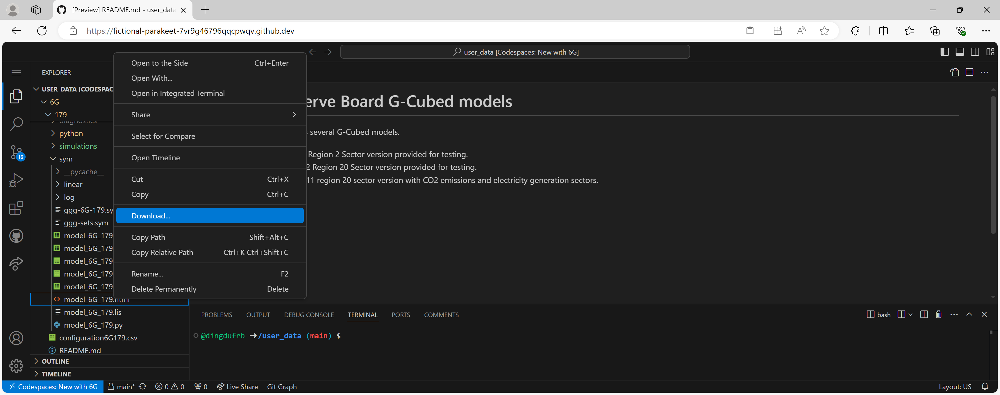 [Preview] README.md - user_data
https://fictional-parakeet-7vr9g46796qqcpwqv.github.dev
user_data [Codespaces: New with 6G]
EXPLORER
USER_DATA [CODESPAC
6G
179
diagnostics
python
simulations
sym
__pycache__
linear
log
ggg-6G-179.sy
ggg-sets.sym
model_6G_179_
model_6G_179_
model_6G_179_
model_6G_179_
model_6G_179_
model_6G_179.html
model_6G_179.lis
model_6G_179.py
configuration6G179.csv
README.md
OUTLINE
TIMELINE
16
Open to the Side Ctrl+Enter
Open With...
Open in Integrated Terminal
Share
Select for Compare
Open Timeline
Cut Ctrl+X
Copy Ctrl+C
Download...
Copy Path Shift+Alt+C
Copy Relative Path Ctrl+K Ctrl+Shift+C
Rename... F2
Delete Permanently Delete
erve Board G-Cubed models
s several G-Cubed models.
Region 2 Sector version provided for testing.
2 Region 20 Sector version provided for testing.
11 region 20 sector version with CO2 emissions and electricity generation sectors.
PROBLEMS OUTPUT DEBUG CONSOLE TERMINAL PORTS COMMENTS
bash
@dingdufrb ➜/user_data (main) $
Codespaces: New with 6G main* 0 0 0 Live Share Git Graph Layout: US